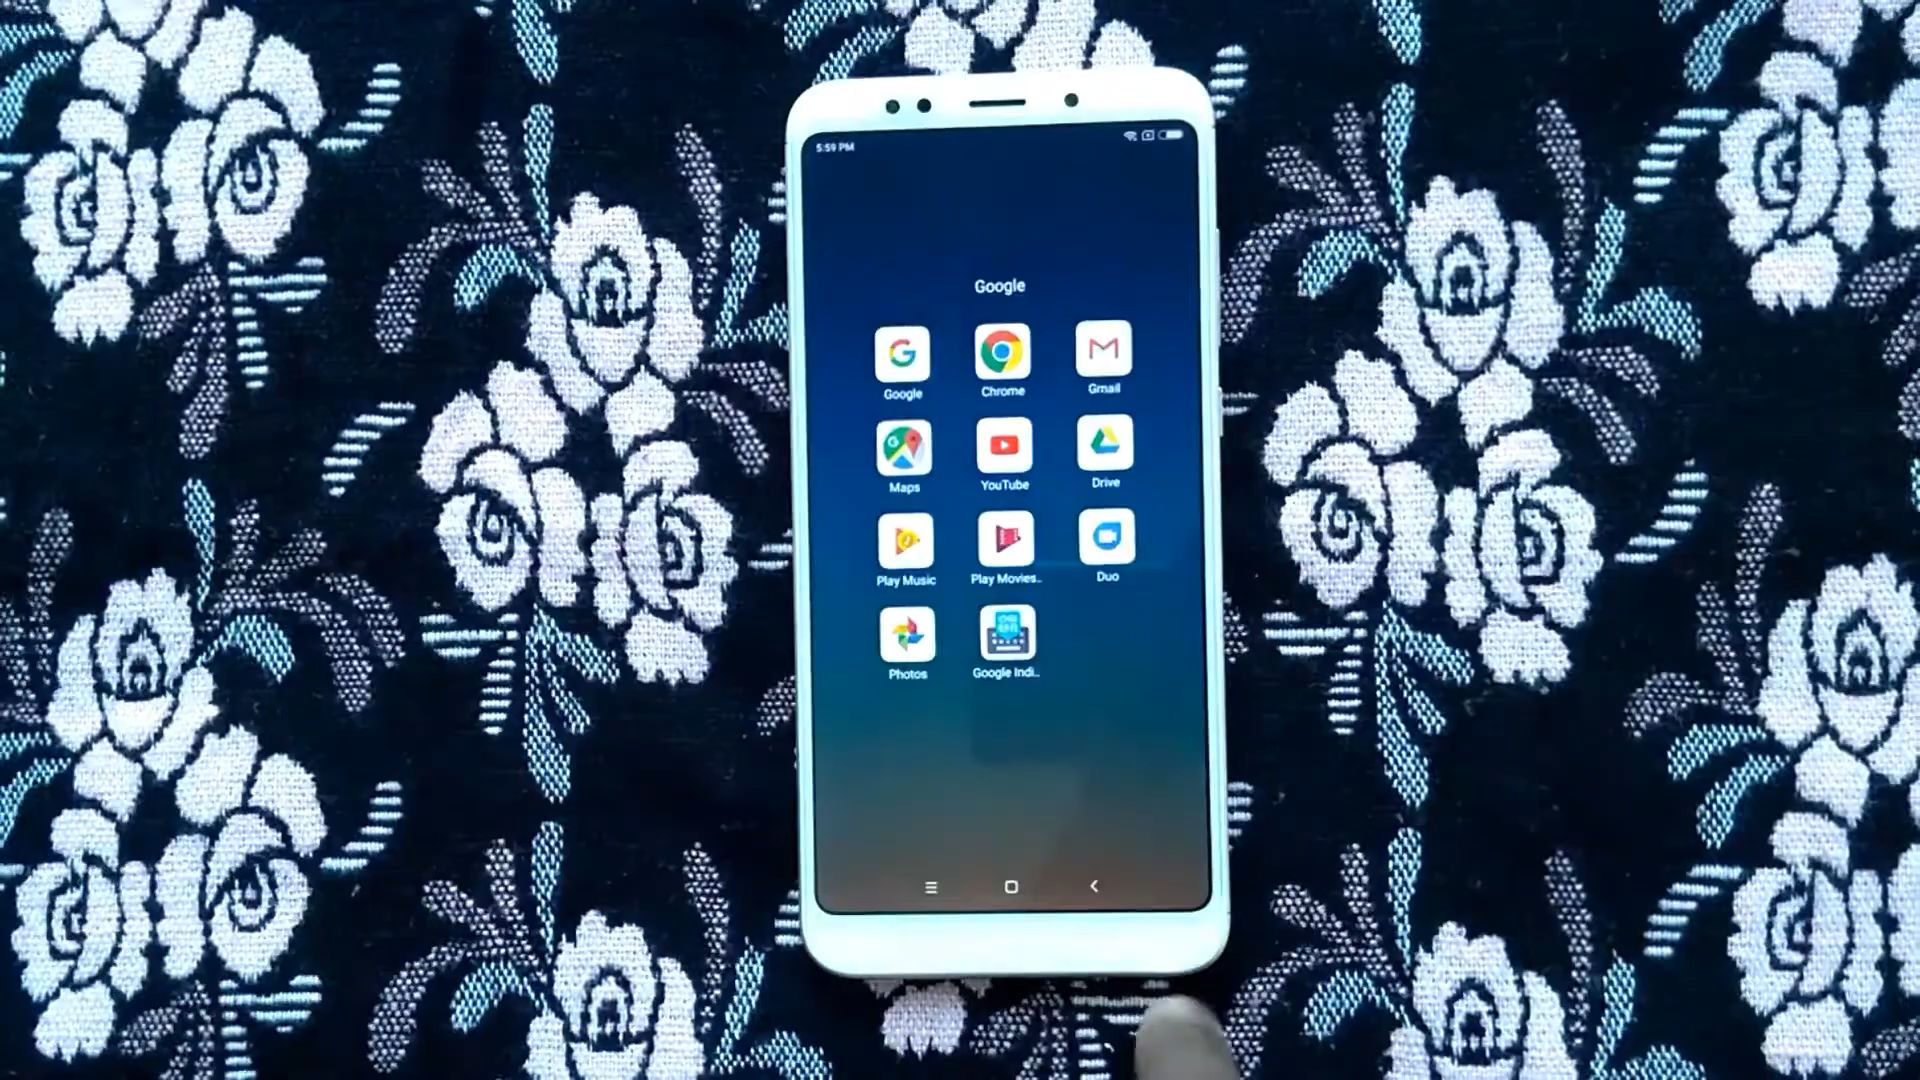 5:59 PM
Google
Google Chrome Gmail
Maps YouTube Drive
Play Music Play Movies.. Duo
Photos Google Indi..